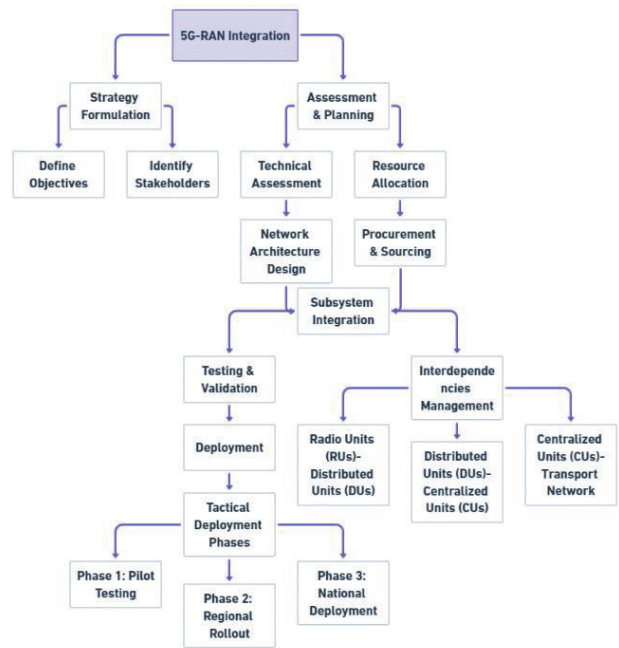 5G-RAN Integration
Strategy
Formulation
Assessment
& Planning
Define
Objectives
Identify
Stakeholders
Technical
Assessment
Resource
Allocation
Network
Architecture
Design
Procurement
& Sourcing
Subsystem
Integration
Testing &
Validation
Interdepende
ncies
Management
Deployment
Radio Units
(RUs)-
Distributed
Units (DUs)
Distributed
Units (DUs)-
Centralized
Units (CUs)
Centralized
Units (CUs)-
Transport
Network
Tactical
Deployment
Phases
Phase 1: Pilot
Testing
Phase 2:
Regional
Rollout
Phase 3:
National
Deployment